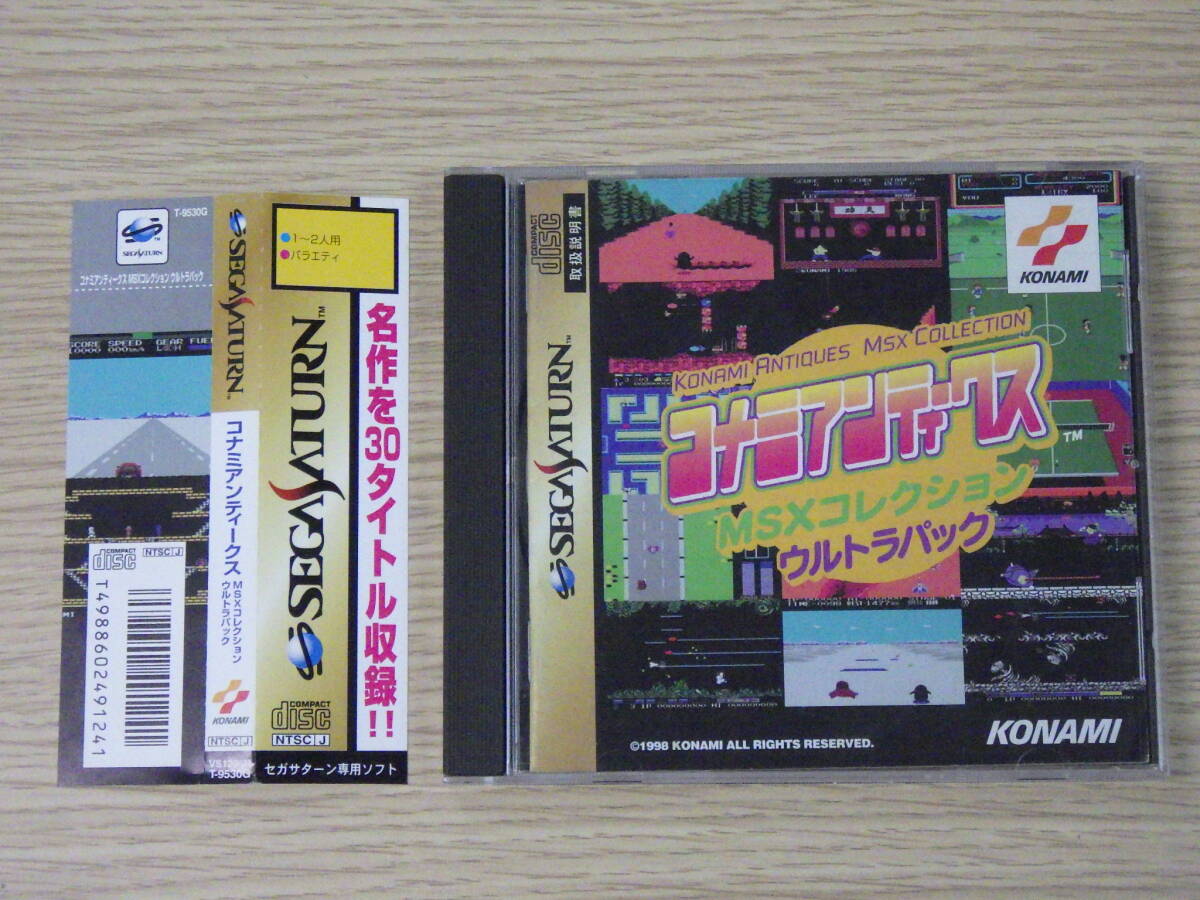 T-9530G
SEGA SATURN
コナミアンティークス MSXコレクション ウルトラパック
SCORE SPEED GEAR FUEL
COMPACT disc
NTSC J
T4988602491241
SEGA SATURN™
コナミアンティークス
MSXコレクション
ウルトラパック
KONAMI
NTSC J
T-9530G
1〜2人用
バラエティ
SEGA SATURN™
COMPACT disc
NTSC J
名作を30タイトル収録!!
セガサターン専用ソフト
COMPACT disc
取扱説明書
SEGA SATURN™
KONAMI
KONAMI ANTIQUES MSX COLLECTION
コナミアンティークス
TM
MSXコレクション
ウルトラパック
©1998 KONAMI ALL RIGHTS RESERVED.
KONAMI